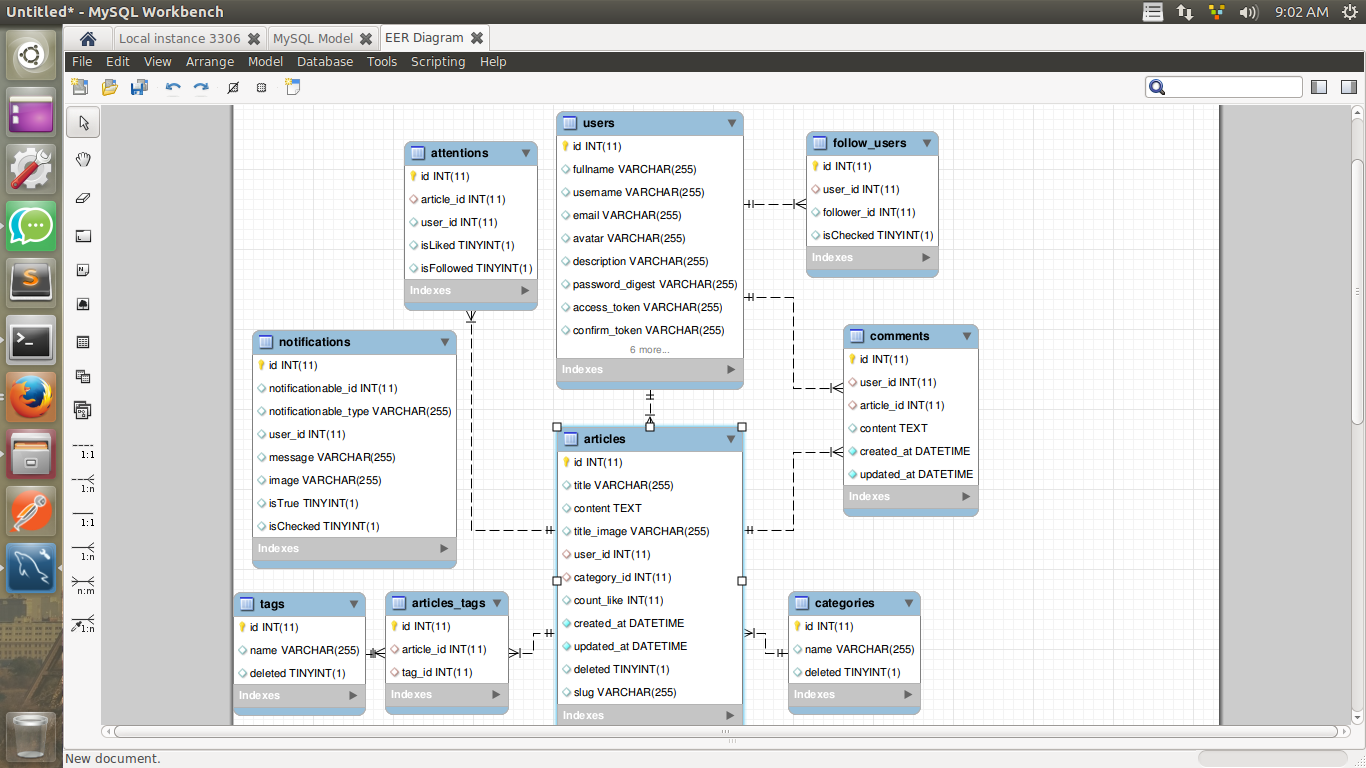 Untitled* - MySQL Workbench
9:02 AM
Local instance 3306
MySQL Model
EER Diagram
File Edit View Arrange Model Database Tools Scripting Help
users
id INT(11)
fullname VARCHAR(255)
username VARCHAR(255)
email VARCHAR(255)
avatar VARCHAR(255)
description VARCHAR(255)
password_digest VARCHAR(255)
access_token VARCHAR(255)
confirm_token VARCHAR(255)
6 more...
Indexes
attentions
id INT(11)
article_id INT(11)
user_id INT(11)
isLiked TINYINT(1)
isFollowed TINYINT(1)
Indexes
follow_users
id INT(11)
user_id INT(11)
follower_id INT(11)
isChecked TINYINT(1)
Indexes
notifications
id INT(11)
notificationable_id INT(11)
notificationable_type VARCHAR(255)
user_id INT(11)
message VARCHAR(255)
image VARCHAR(255)
isTrue TINYINT(1)
isChecked TINYINT(1)
Indexes
comments
id INT(11)
user_id INT(11)
article_id INT(11)
content TEXT
created_at DATETIME
updated_at DATETIME
Indexes
articles
id INT(11)
title VARCHAR(255)
content TEXT
title_image VARCHAR(255)
user_id INT(11)
category_id INT(11)
count_like INT(11)
created_at DATETIME
updated_at DATETIME
deleted TINYINT(1)
slug VARCHAR(255)
Indexes
tags
id INT(11)
name VARCHAR(255)
deleted TINYINT(1)
Indexes
articles_tags
id INT(11)
article_id INT(11)
tag_id INT(11)
Indexes
categories
id INT(11)
name VARCHAR(255)
deleted TINYINT(1)
Indexes
1:1
1:n
1:1
1:n
n:m
1:n
New document.